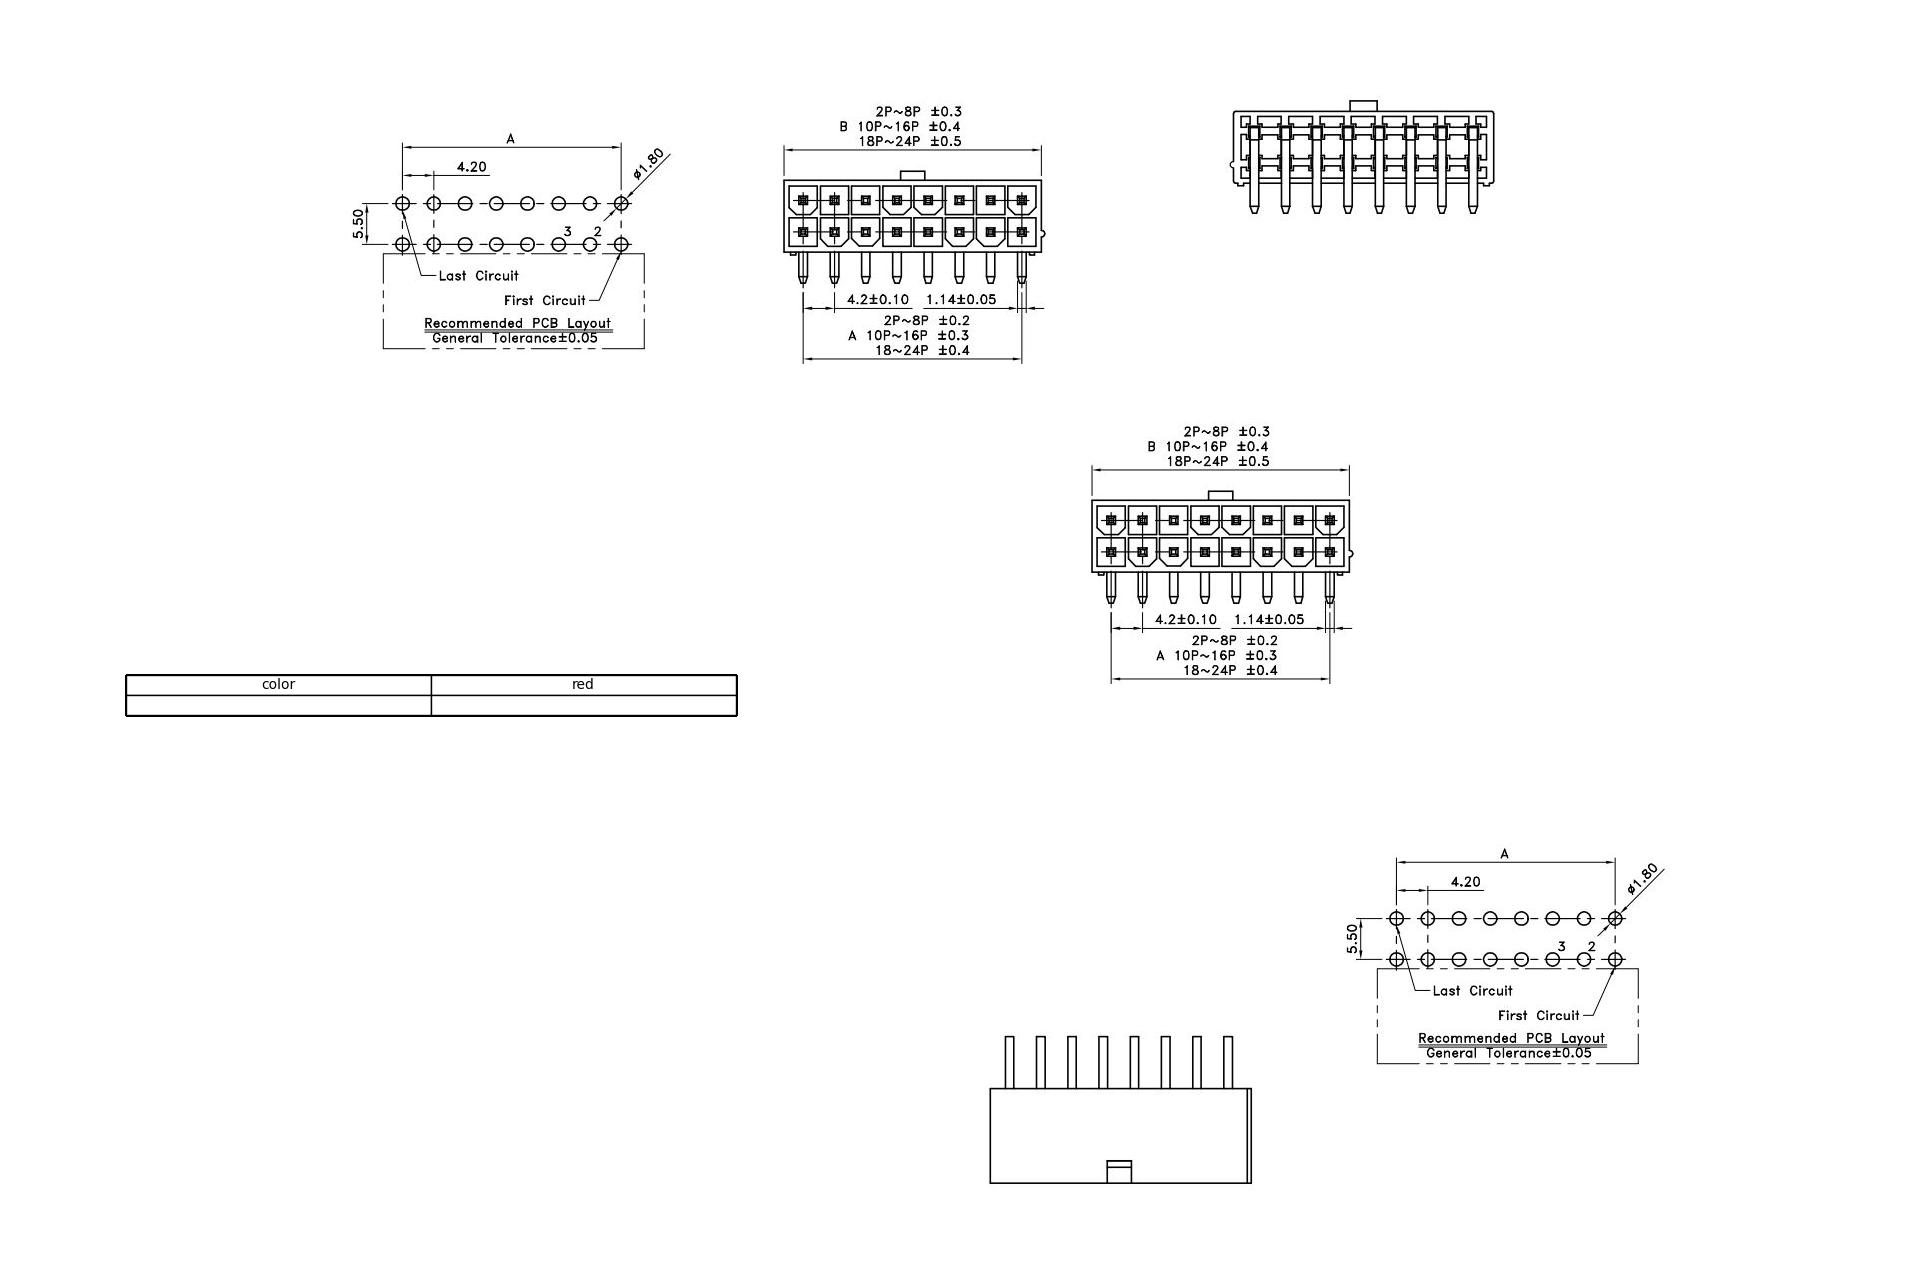 A
4.20
ø1.80
5.50
3 2
Last Circuit
First Circuit
Recommended PCB Layout
General Tolerance±0.05
2P~8P ±0.3
B 10P~16P ±0.4
18P~24P ±0.5
4.2±0.10 1.14±0.05
2P~8P ±0.2
A 10P~16P ±0.3
18~24P ±0.4
2P~8P ±0.3
B 10P~16P ±0.4
18P~24P ±0.5
4.2±0.10 1.14±0.05
2P~8P ±0.2
A 10P~16P ±0.3
18~24P ±0.4
color red
A
4.20
ø1.80
5.50
3 2
Last Circuit
First Circuit
Recommended PCB Layout
General Tolerance±0.05